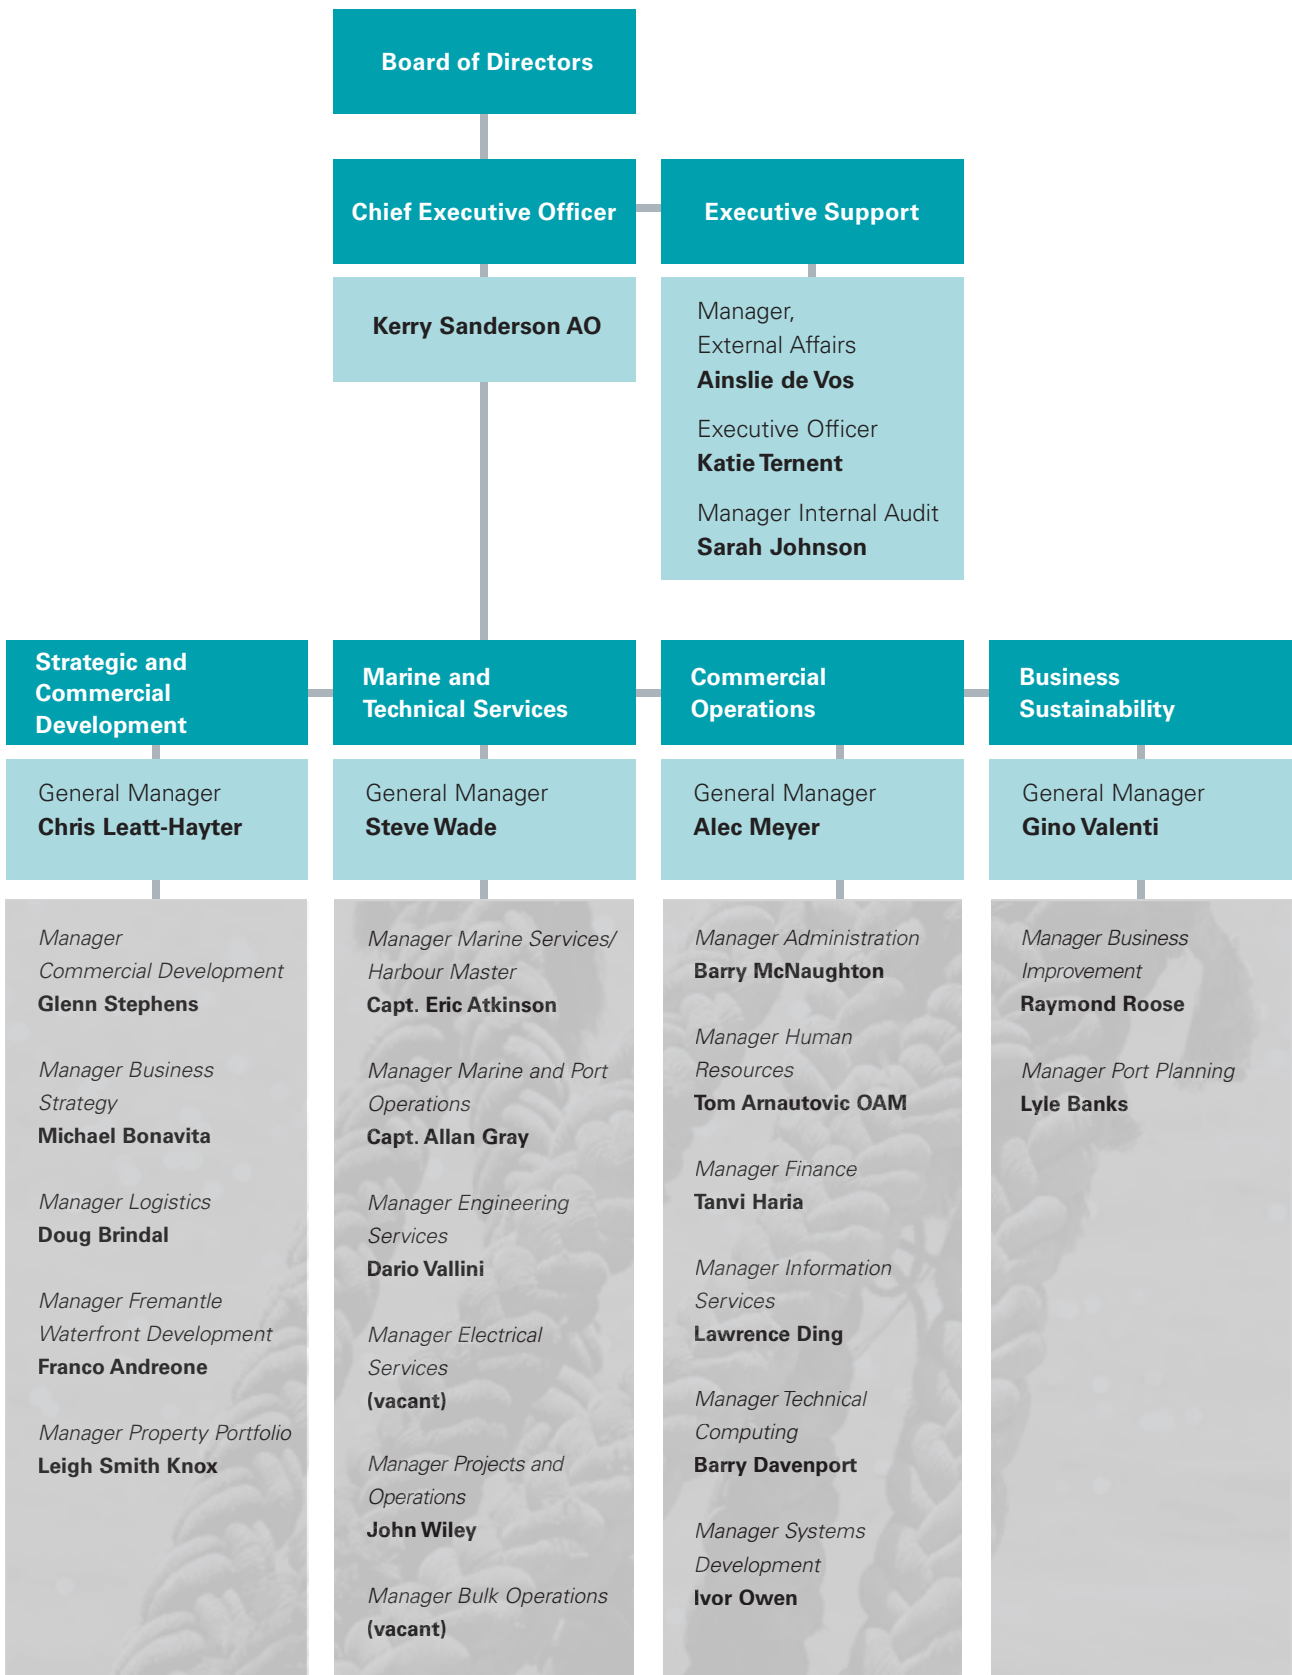 Board of Directors
Chief Executive Officer
Executive Support
Kerry Sanderson AO
Manager,
External Affairs
Ainslie de Vos
Executive Officer
Katie Ternent
Manager Internal Audit
Sarah Johnson
Strategic and
Commercial
Development
General Manager
Chris Leatt-Hayter
Manager
Commercial Development
Glenn Stephens
Manager Business
Strategy
Michael Bonavita
Manager Logistics
Doug Brindal
Manager Fremantle
Waterfront Development
Franco Andreone
Manager Property Portfolio
Leigh Smith Knox
Marine and
Technical Services
General Manager
Steve Wade
Manager Marine Services/
Harbour Master
Capt. Eric Atkinson
Manager Marine and Port
Operations
Capt. Allan Gray
Manager Engineering
Services
Dario Vallini
Manager Electrical
Services
(vacant)
Manager Projects and
Operations
John Wiley
Manager Bulk Operations
(vacant)
Commercial
Operations
General Manager
Alec Meyer
Manager Administration
Barry McNaughton
Manager Human
Resources
Tom Arnautovic OAM
Manager Finance
Tanvi Haria
Manager Information
Services
Lawrence Ding
Manager Technical
Computing
Barry Davenport
Manager Systems
Development
Ivor Owen
Business
Sustainability
General Manager
Gino Valenti
Manager Business
Improvement
Raymond Roose
Manager Port Planning
Lyle Banks